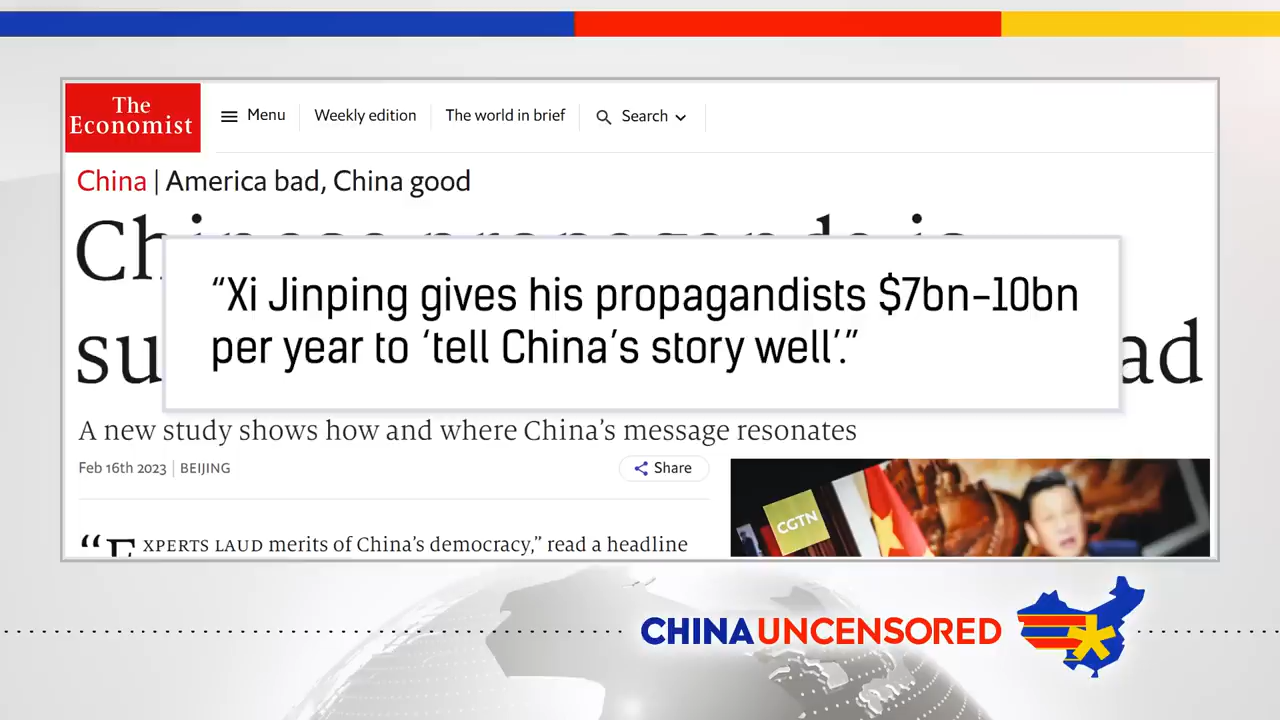 The
Economist
Menu
Weekly edition
The world in brief
Search
China | America bad, China good
“Xi Jinping gives his propagandists $7bn–10bn
per year to ‘tell China’s story well’.”
A new study shows how and where China’s message resonates
Feb 16th 2023 | BEIJING
Share
CGTN
“EXPERTS LAUD merits of China’s democracy,” read a headline
CHINA UNCENSORED